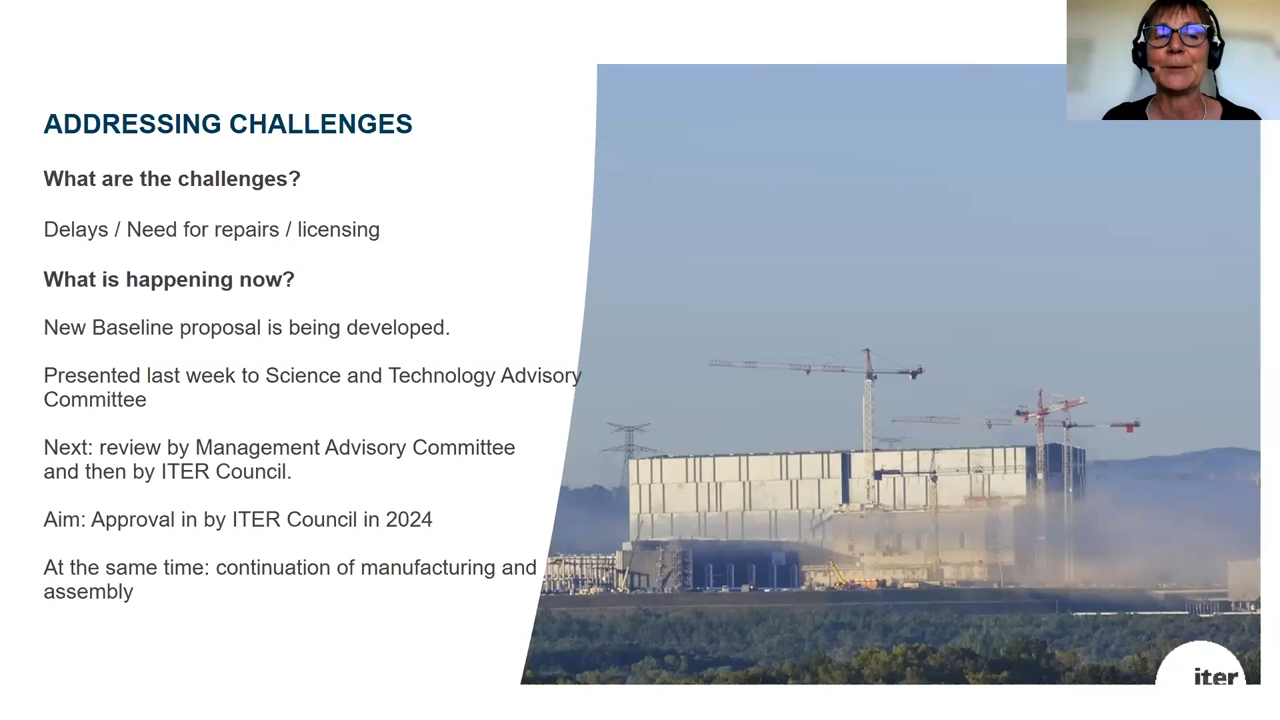 ADDRESSING CHALLENGES
What are the challenges?
Delays / Need for repairs / licensing
What is happening now?
New Baseline proposal is being developed.
Presented last week to Science and Technology Advisory
Committee
Next: review by Management Advisory Committee
and then by ITER Council.
Aim: Approval in by ITER Council in 2024
At the same time: continuation of manufacturing and
assembly
iter